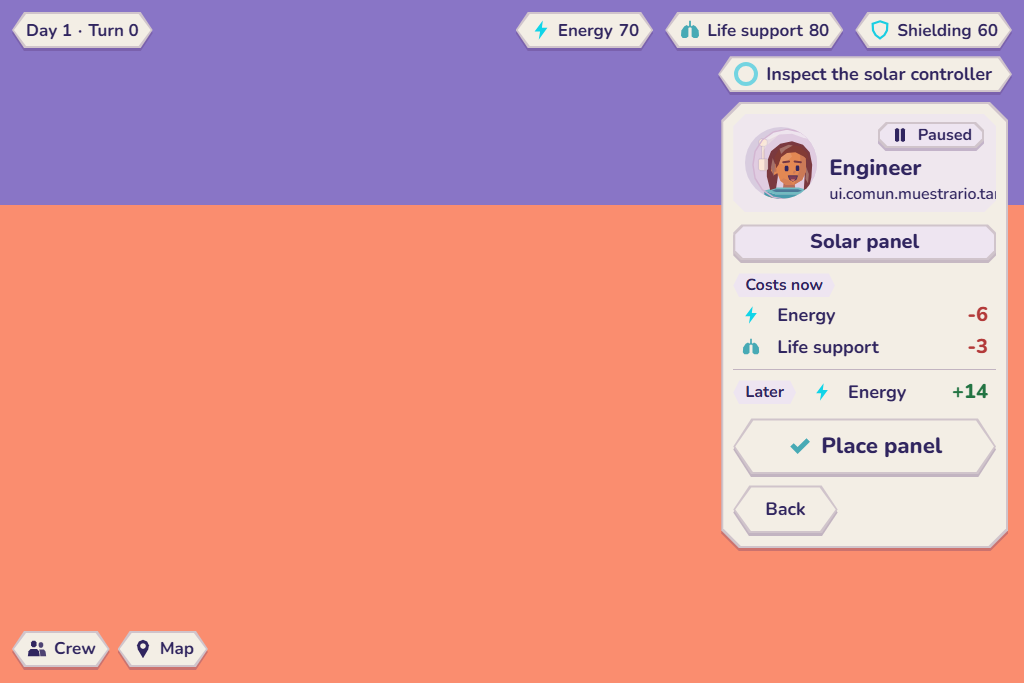 Day 1 · Turn 0
Energy 70
Life support 80
Shielding 60
Inspect the solar controller
Paused
Engineer
ui.comun.muestrario.tar
Solar panel
Costs now
Energy -6
Life support -3
Later Energy +14
Place panel
Back
Crew
Map